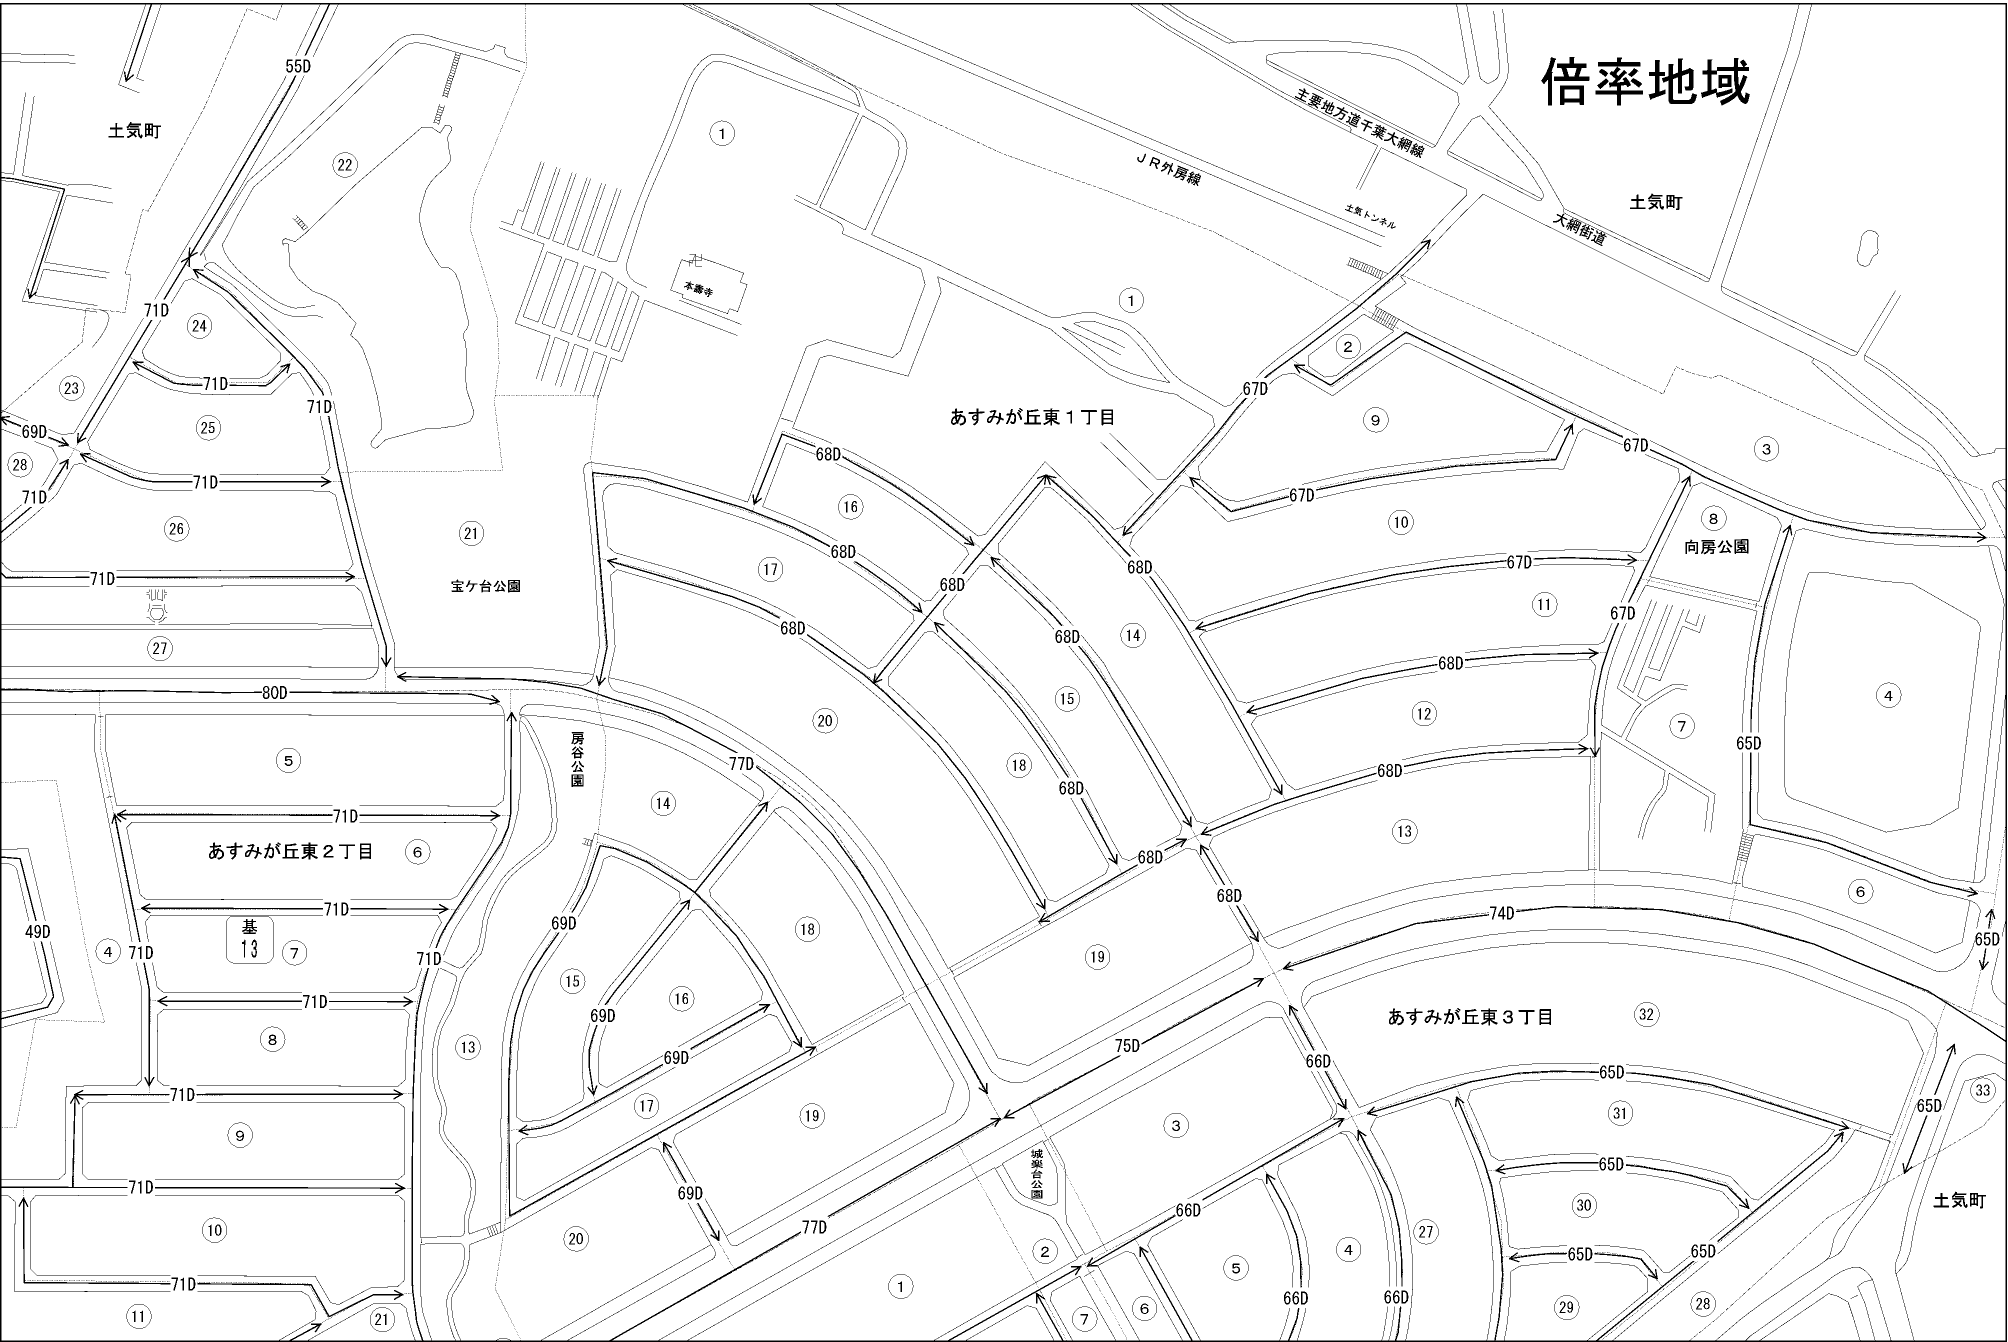 倍率地域
55D
土気町
主要地方道千葉大網線
22
1
JR外房線
土気トンネル
土気町
大網街道
本壽寺
71D
24
1
2
23
71D
71D
67D
9
69D
25
あすみが丘東1丁目
67D
3
28
71D
71D
68D
67D
16
26
21
10
8
向房公園
71D
宝ケ台公園
17
68D
68D
68D
67D
11
67D
27
68D
68D
14
68D
80D
15
12
4
20
7
5
房谷公園
77D
18
68D
68D
65D
14
71D
68D
13
あすみが丘東2丁目
6
68D
6
71D
69D
68D
74D
49D
基
13
18
65D
4
71D
7
71D
15
19
71D
16
69D
あすみが丘東3丁目
32
8
13
69D
75D
66D
65D
71D
17
19
3
31
65D
33
9
城楽台公園
65D
71D
69D
66D
30
土気町
10
20
77D
2
27
65D
65D
71D
1
5
4
66D
66D
29
28
11
21
7
6